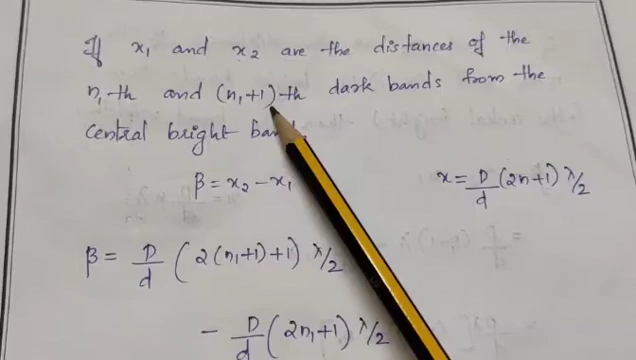 If x₁ and x₂ are the distances of the
n₁-th and (n₁+1)-th dark bands from the
central bright ban
β = x₂ - x₁
x = D/d (2n+1) λ/2
β = D/d (2(n₁+1)+1) λ/2
- D/d (2n₁+1) λ/2